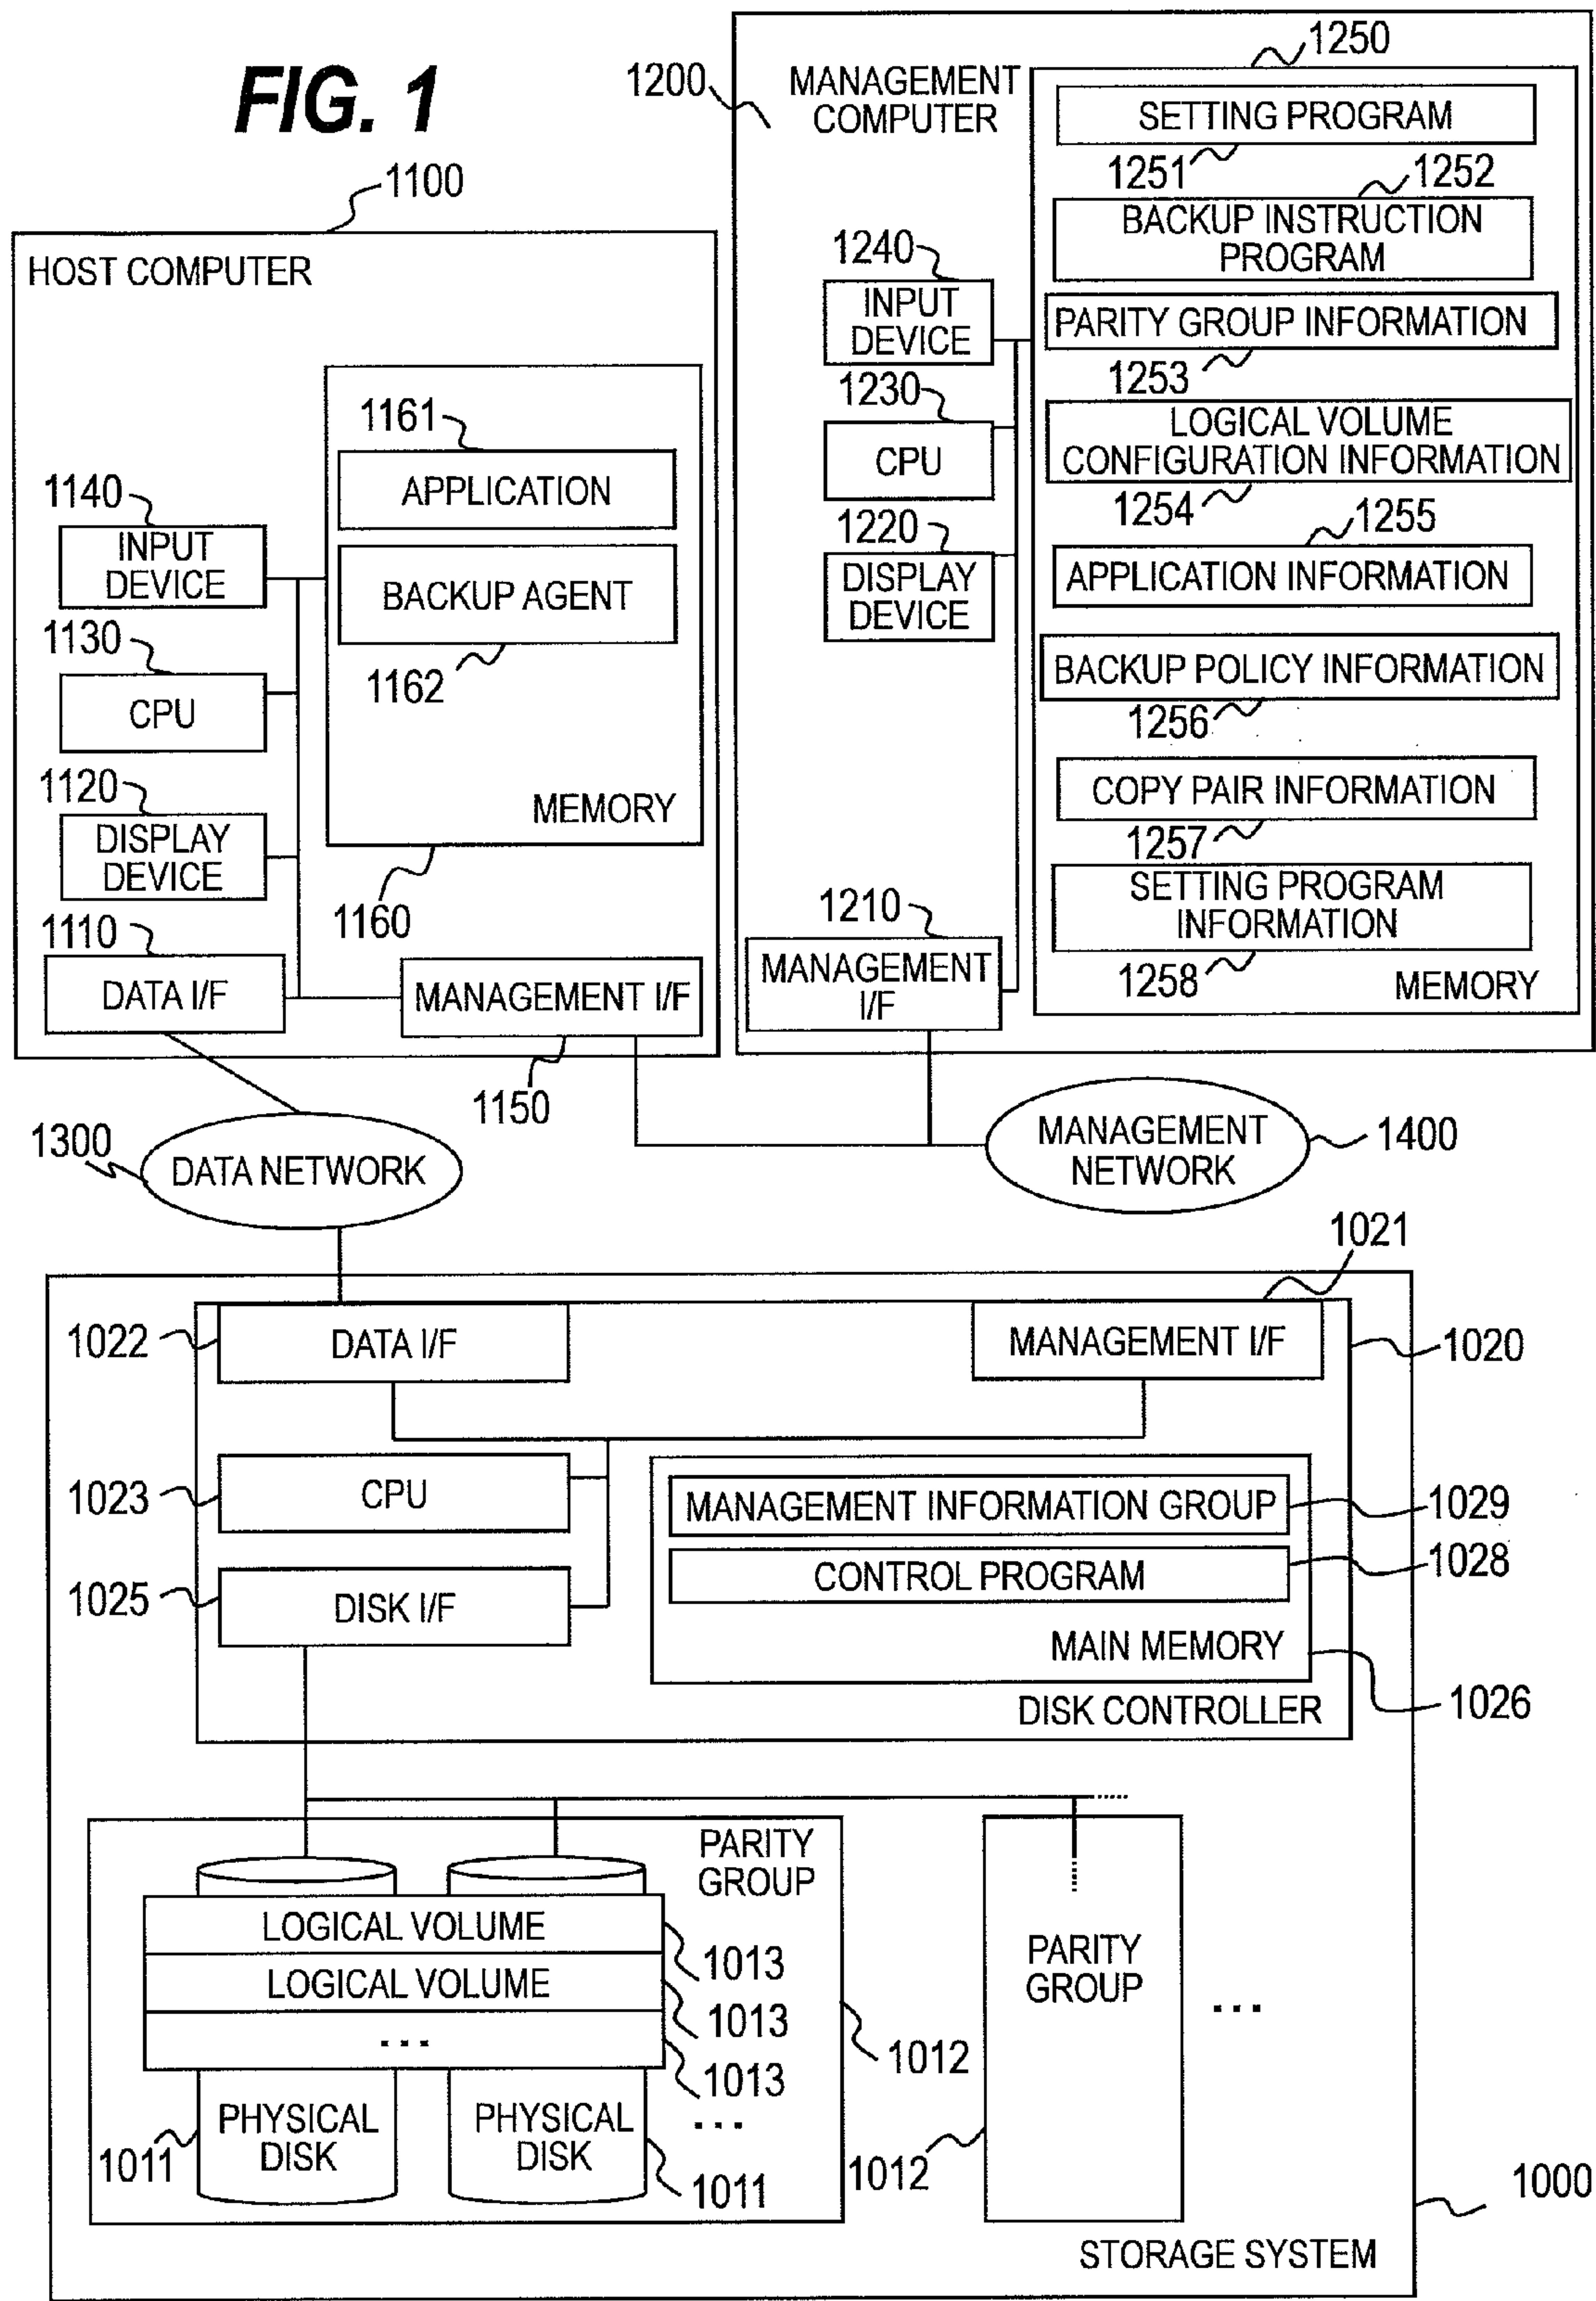 FIG. 1
1100
HOST COMPUTER
1161
APPLICATION
BACKUP AGENT
1162
MEMORY
1160
1140
INPUT
DEVICE
1130
CPU
1120
DISPLAY
DEVICE
1110
DATA I/F
MANAGEMENT I/F
1150
1200
MANAGEMENT
COMPUTER
1250
SETTING PROGRAM
1251
1252
BACKUP INSTRUCTION
PROGRAM
PARITY GROUP INFORMATION
1253
LOGICAL VOLUME
CONFIGURATION INFORMATION
1254
1255
APPLICATION INFORMATION
BACKUP POLICY INFORMATION
1256
COPY PAIR INFORMATION
1257
SETTING PROGRAM
INFORMATION
1258
MEMORY
1240
INPUT
DEVICE
1230
CPU
1220
DISPLAY
DEVICE
1210
MANAGEMENT
I/F
1300
DATA NETWORK
MANAGEMENT
NETWORK
1400
1021
1022
DATA I/F
MANAGEMENT I/F
1020
1023
CPU
MANAGEMENT INFORMATION GROUP
1029
CONTROL PROGRAM
1028
1025
DISK I/F
MAIN MEMORY
1026
DISK CONTROLLER
PARITY
GROUP
LOGICAL VOLUME
1013
LOGICAL VOLUME
1013
...
1013
1012
PHYSICAL
DISK
1011
PHYSICAL
DISK
1011
...
PARITY
GROUP
1012
...
1000
STORAGE SYSTEM